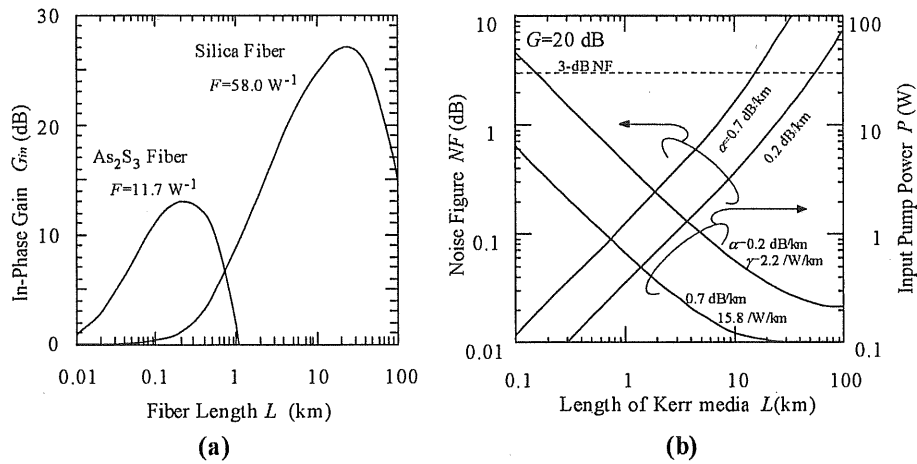 (a)
30
20
10
0
In-Phase Gain Gin (dB)
Silica Fiber
F=58.0 W⁻¹
As₂S₃ Fiber
F=11.7 W⁻¹
0.01
0.1
1
10
100
Fiber Length L (km)
(a)
(b)
10
1
0.1
0.01
Noise Figure NF (dB)
G=20 dB
3-dB NF
α=0.7 dB/km
0.2 dB/km
α=0.2 dB/km
γ=2.2 /W/km
0.7 dB/km
15.8 /W/km
100
10
1
0.1
Input Pump Power P (W)
0.1
1
10
100
Length of Kerr media L(km)
(b)